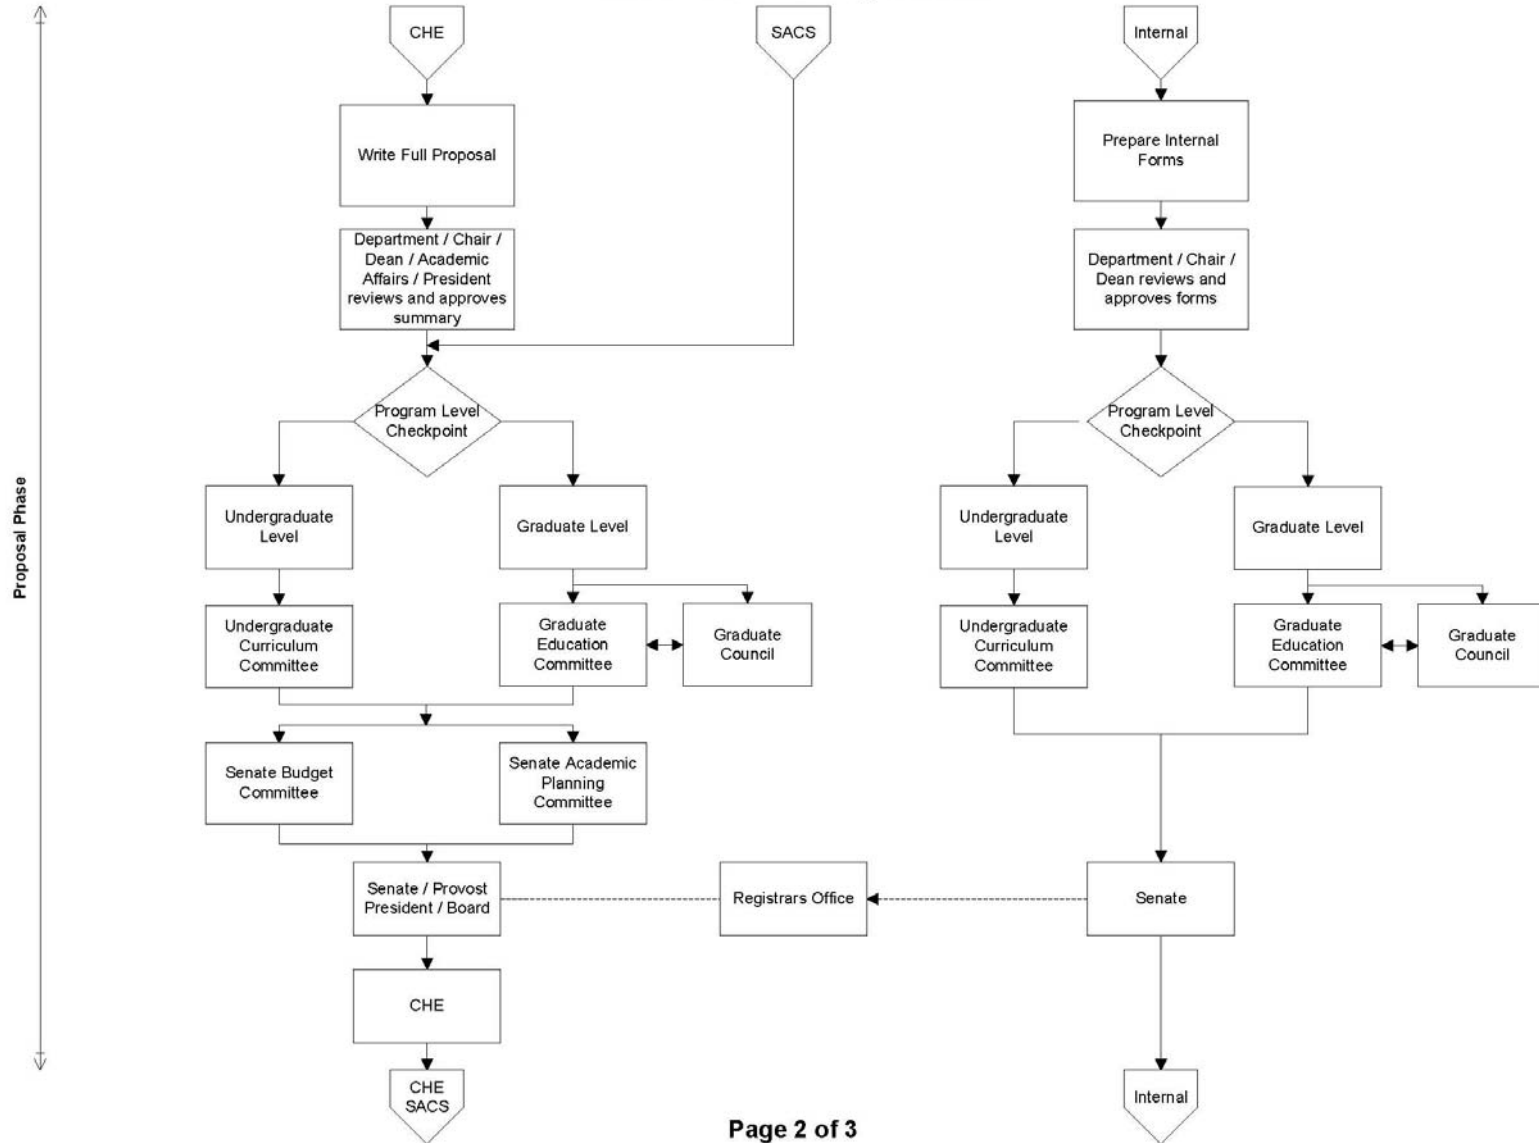 CHE
SACS
Internal
Write Full Proposal
Prepare Internal
Forms
Department / Chair /
Dean / Academic
Affairs / President
reviews and approves
summary
Department / Chair /
Dean reviews and
approves forms
Program Level
Checkpoint
Program Level
Checkpoint
Proposal Phase
Undergraduate
Level
Graduate Level
Undergraduate
Level
Graduate Level
Undergraduate
Curriculum
Committee
Graduate
Education
Committee
Graduate
Council
Undergraduate
Curriculum
Committee
Graduate
Education
Committee
Graduate
Council
Senate Budget
Committee
Senate Academic
Planning
Committee
Senate / Provost
President / Board
Registrars Office
Senate
CHE
CHE
SACS
Internal
Page 2 of 3